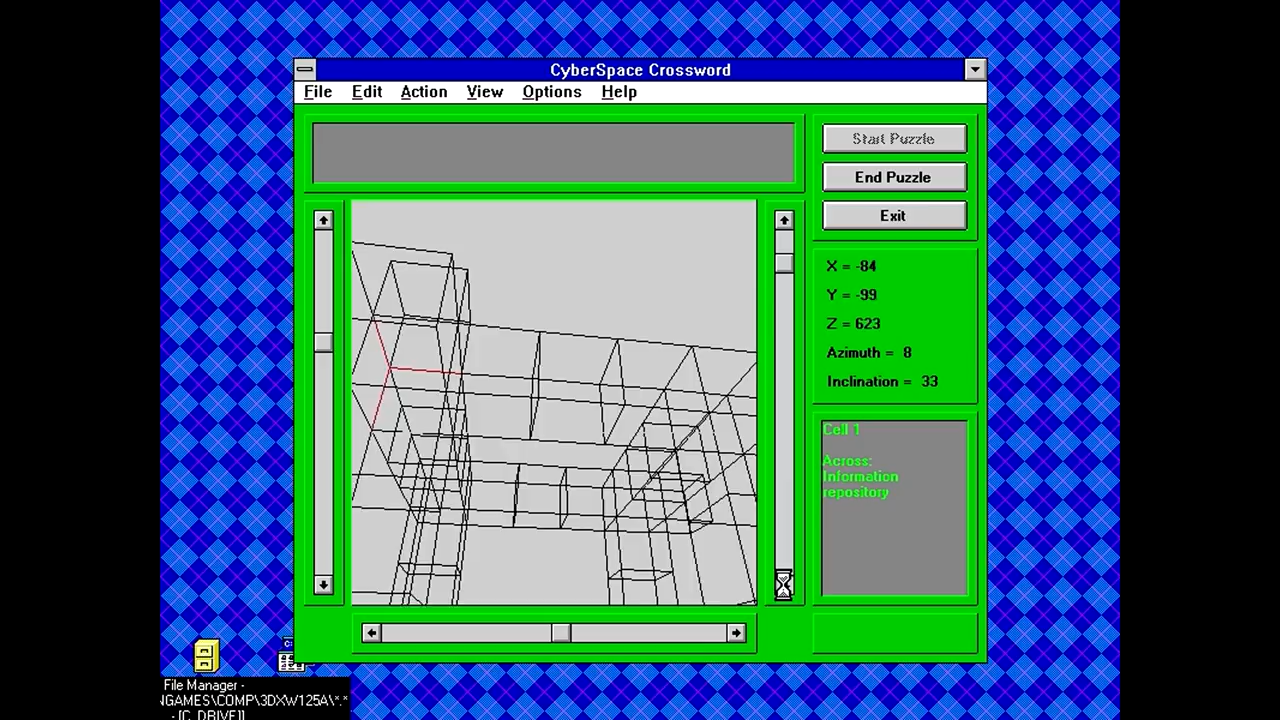 CyberSpace Crossword
File Edit Action View Options Help
Start Puzzle
End Puzzle
Exit
X = -84
Y = -99
Z = 623
Azimuth = 8
Inclination = 33
Cell 1
Across:
Information
repository
File Manager -
NGAMES\COMP\3DXW125A\*.*
- [C_DRIVE]]